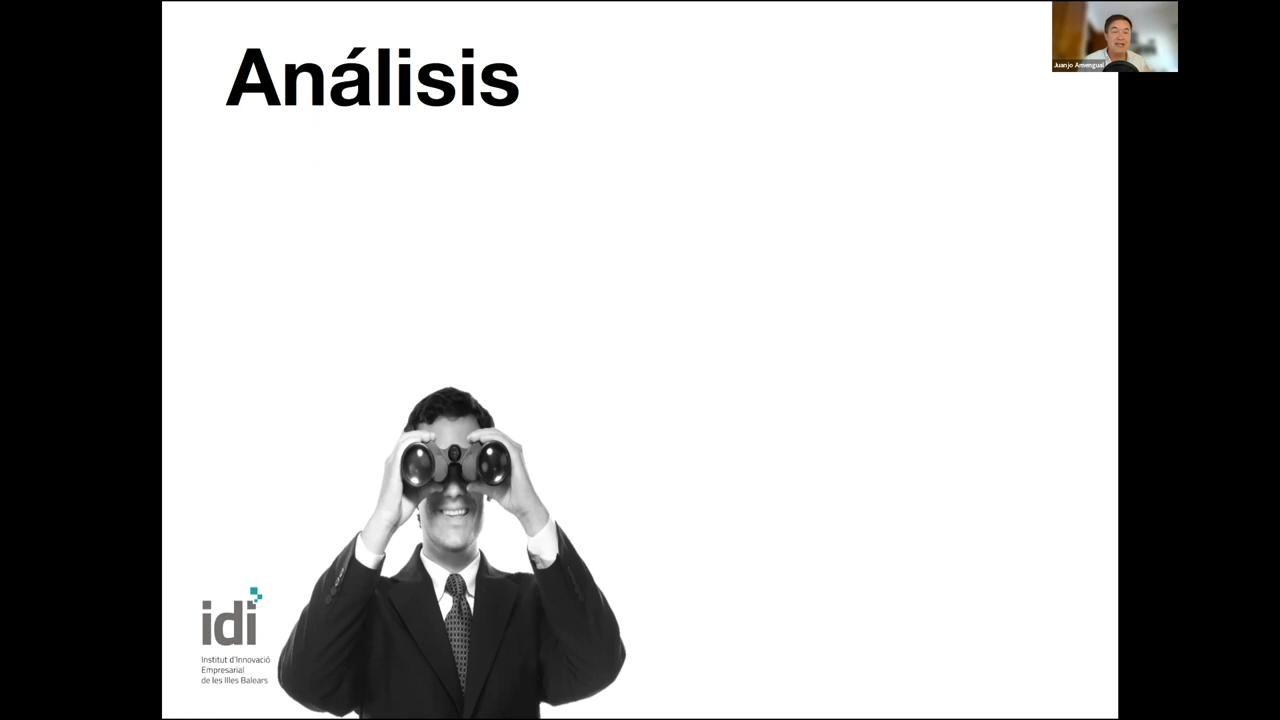 Análisis
Juanjo Amengual
idi
Institut d'Innovació
Empresarial
de les Illes Balears